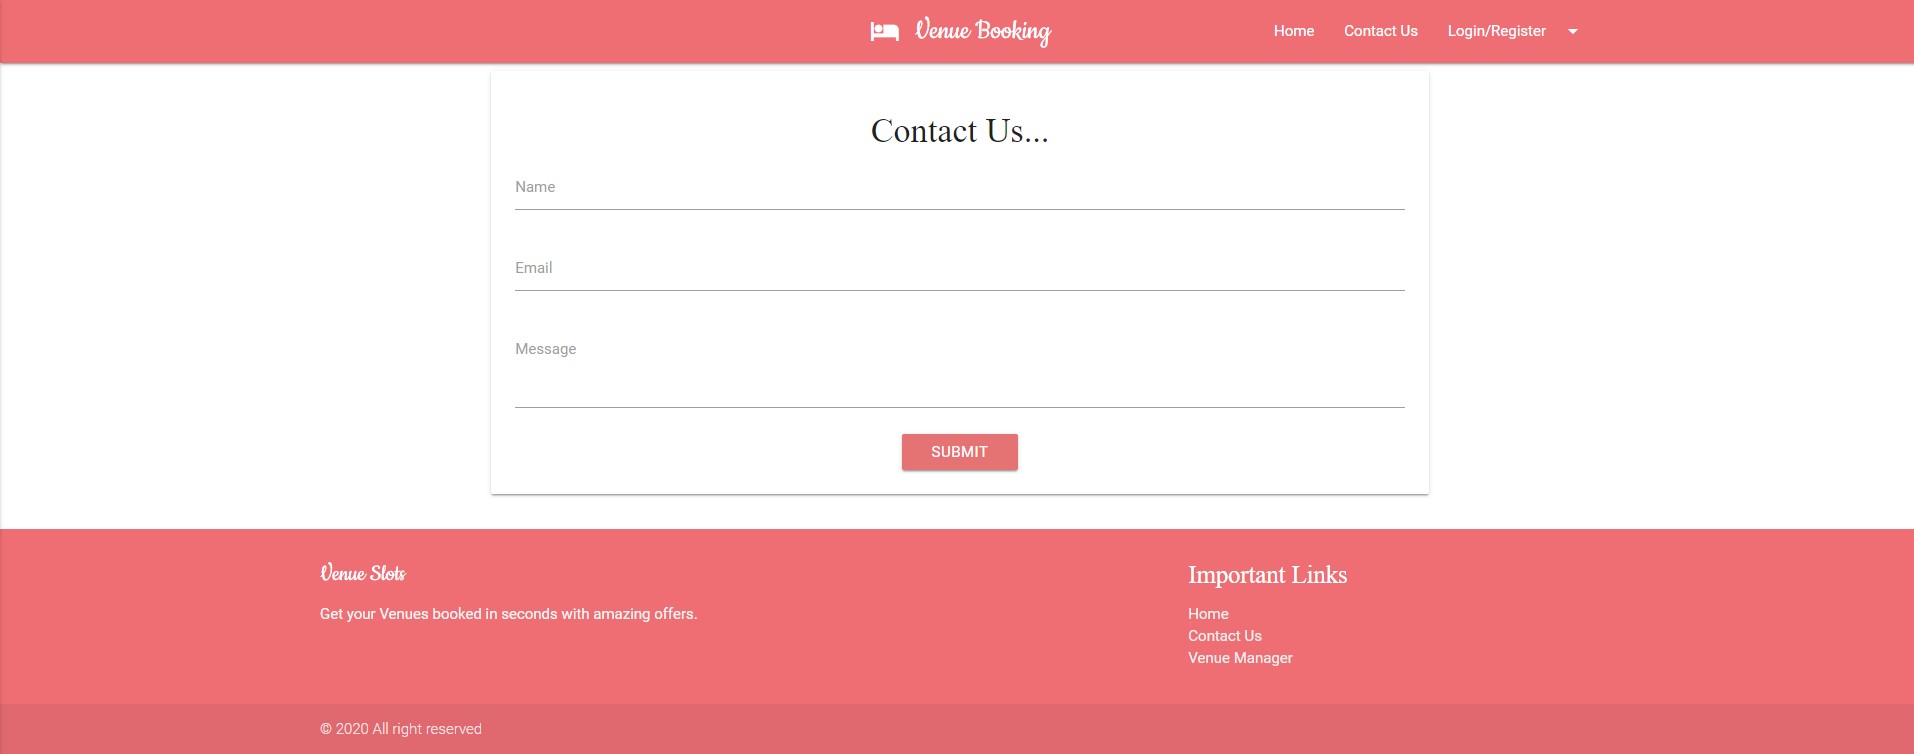 Venue Booking
Home
Contact Us
Login/Register
Contact Us...
Name
Email
Message
SUBMIT
Venue Slots
Get your Venues booked in seconds with amazing offers.
Important Links
Home
Contact Us
Venue Manager
© 2020 All right reserved